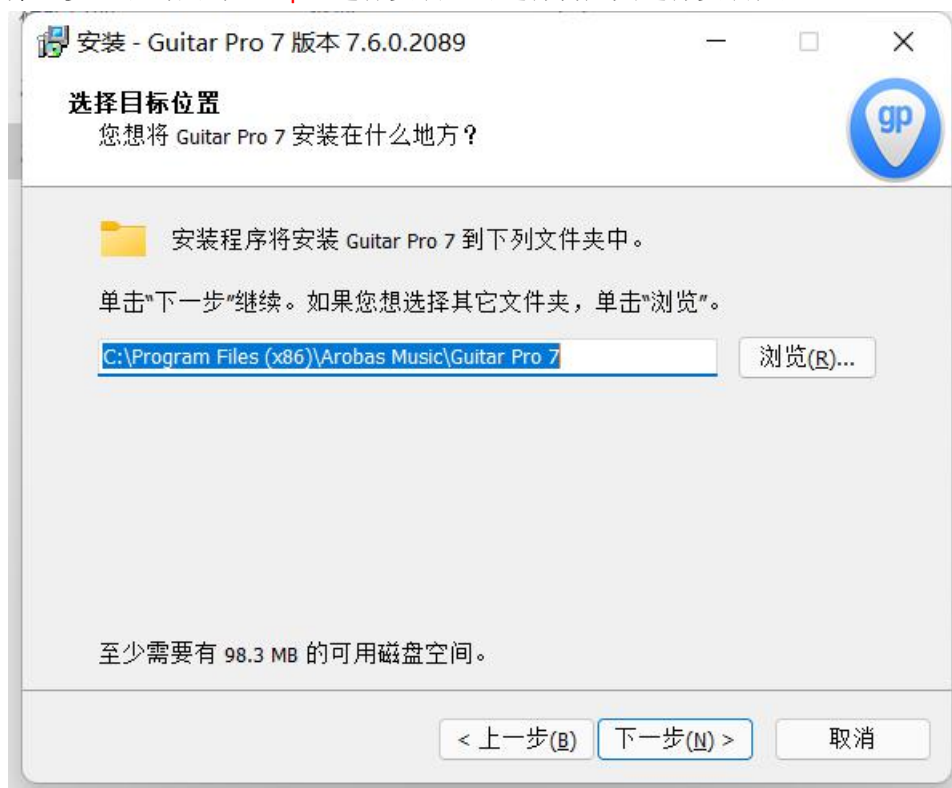 安装 - Guitar Pro 7 版本 7.6.0.2089
选择目标位置
您想将 Guitar Pro 7 安装在什么地方？
gp
安装程序将安装 Guitar Pro 7 到下列文件夹中。
单击“下一步”继续。如果您想选择其它文件夹，单击“浏览”。
C:\Program Files (x86)\Arobas Music\Guitar Pro 7
浏览(R)...
至少需要有 98.3 MB 的可用磁盘空间。
< 上一步(B) 下一步(N) > 取消